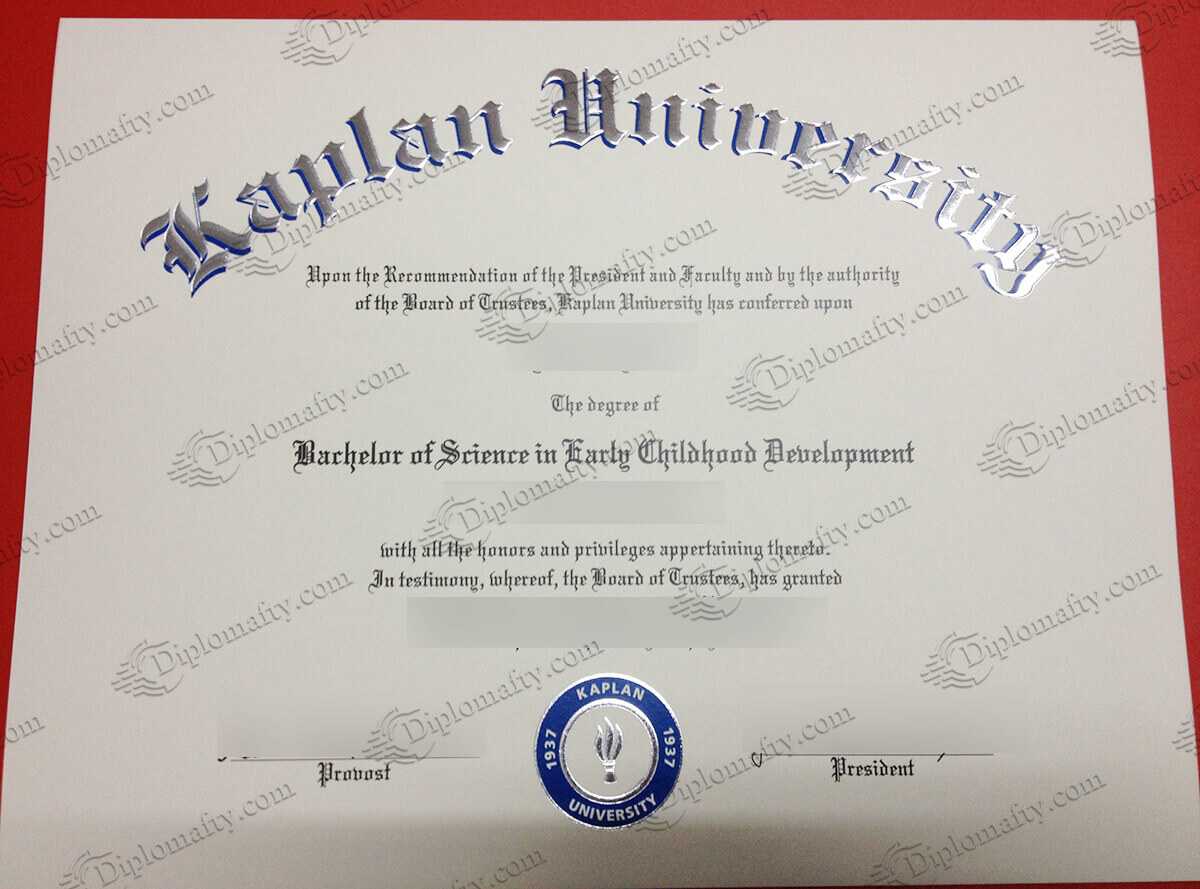 Kaplan University
Upon the Recommendation of the President and Faculty and by the authority
of the Board of Trustees, Kaplan University has conferred upon
The degree of
Bachelor of Science in Early Childhood Development
with all the honors and privileges appertaining thereto.
In testimony, whereof, the Board of Trustees, has granted
KAPLAN
1937
1937
UNIVERSITY
Provost
President
Diplomafty.com